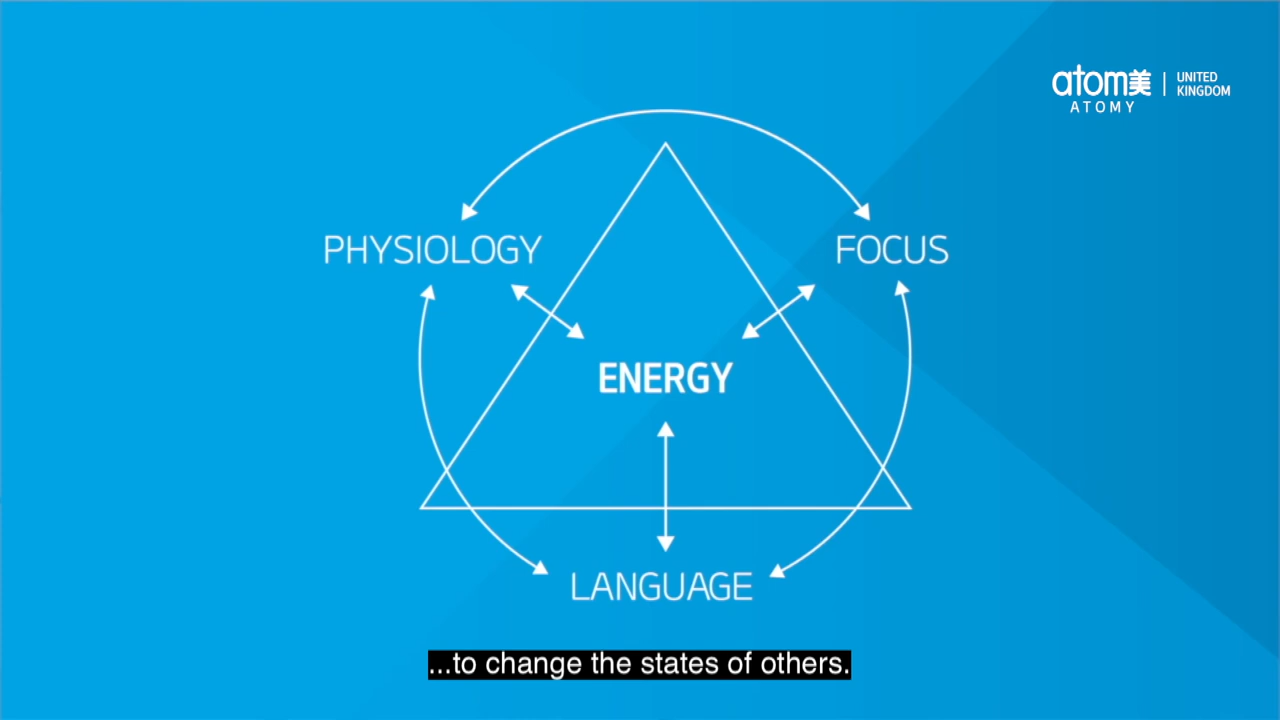 atom美
ATOMY
UNITED
KINGDOM
PHYSIOLOGY
FOCUS
ENERGY
LANGUAGE
...to change the states of others.